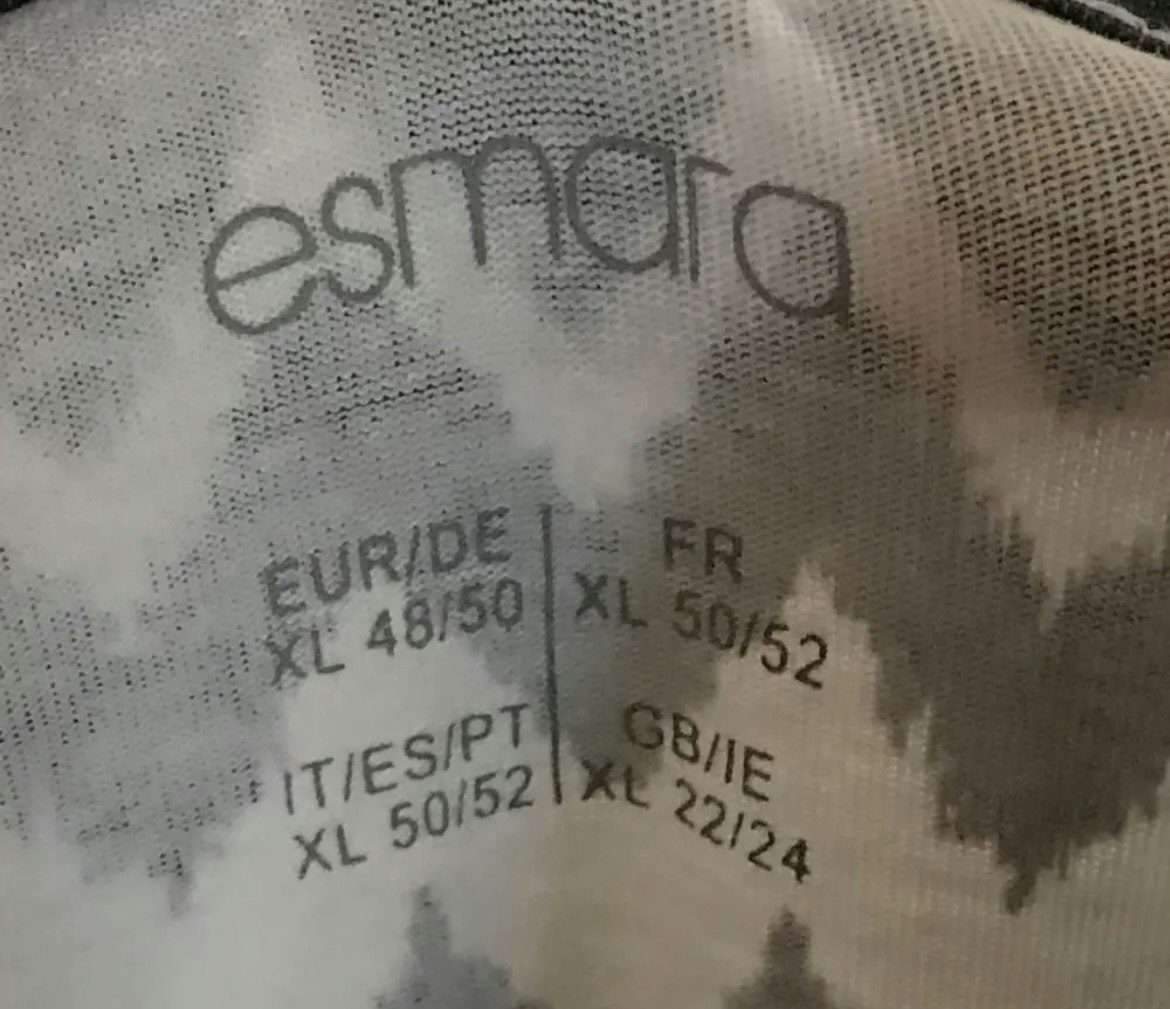 esmara
EUR/DE
XL 48/50
FR
XL 50/52
IT/ES/PT
XL 50/52
GB/IE
XL 22/24